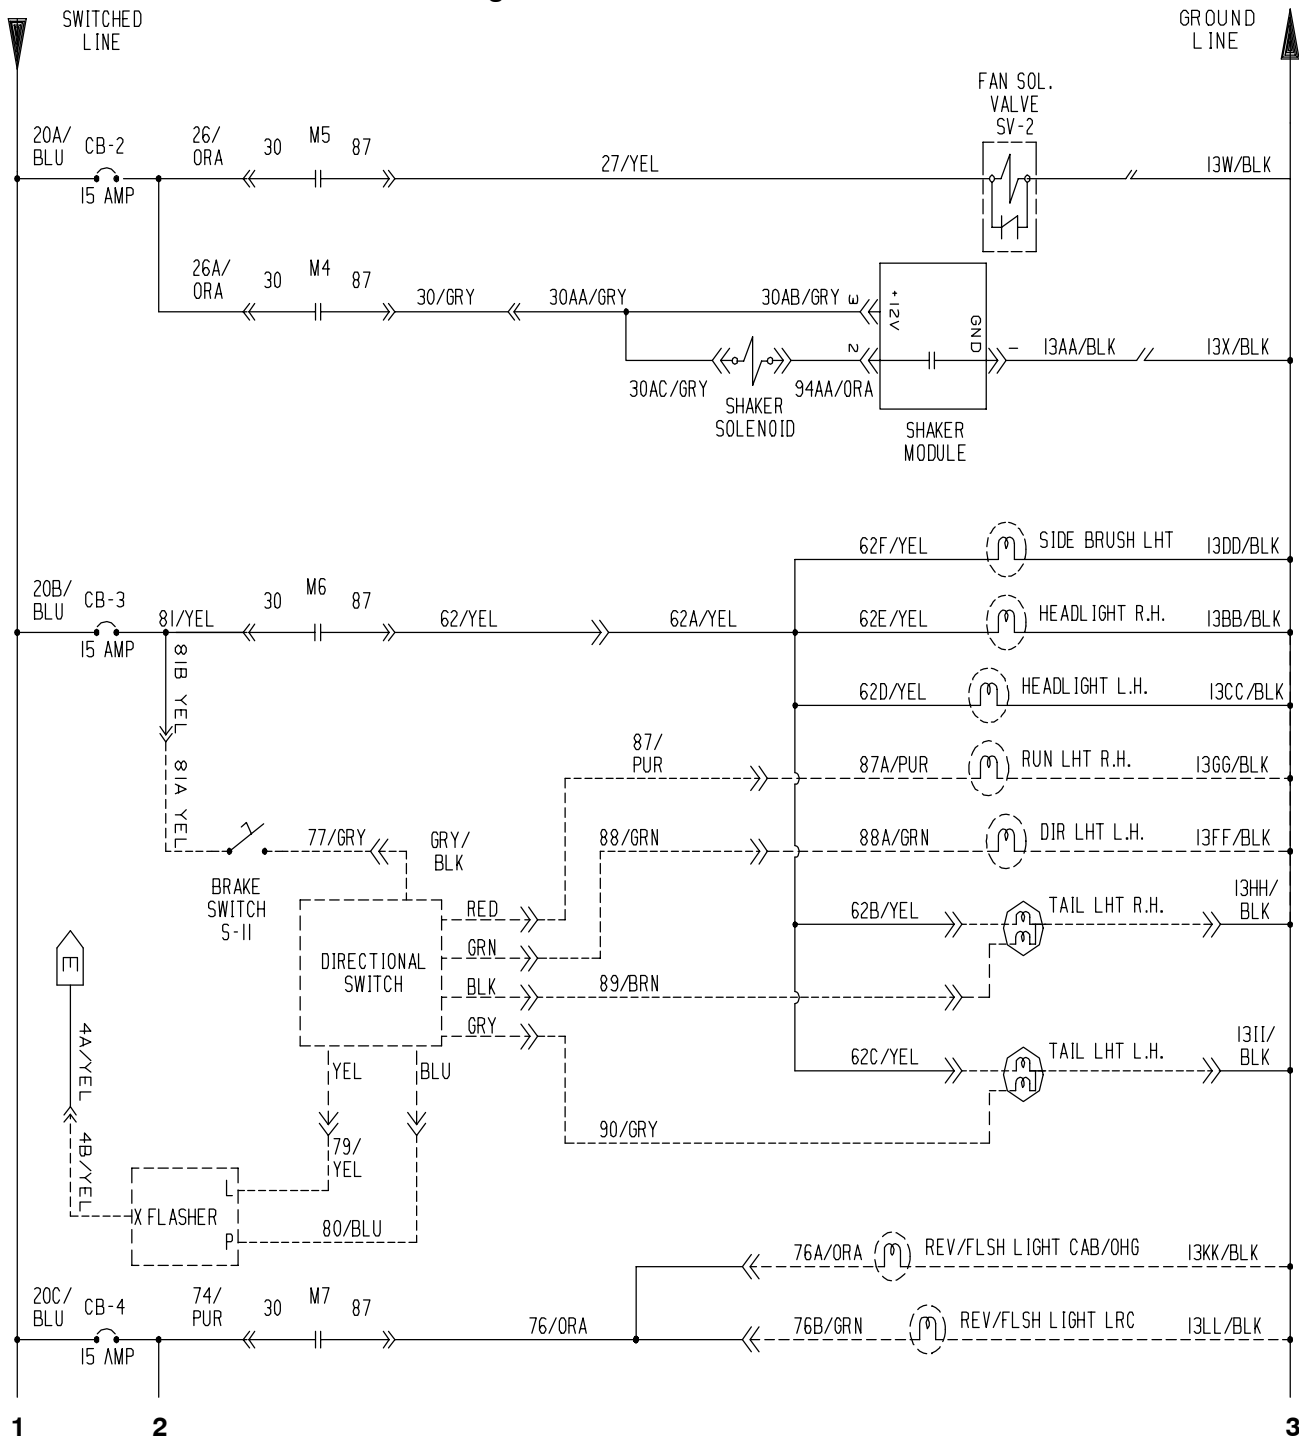 SWITCHED
LINE
GROUND
LINE
FAN SOL.
VALVE
SV-2
20A/
BLU
CB-2
15 AMP
26/
ORA
30
M5
87
27/YEL
13W/BLK
26A/
ORA
30
M4
87
30/GRY
30AA/GRY
30AB/GRY
3
+12V
GND
2
1
13AA/BLK
13X/BLK
30AC/GRY
94AA/ORA
SHAKER
SOLENOID
SHAKER
MODULE
62F/YEL
SIDE BRUSH LHT
13DD/BLK
20B/
BLU
CB-3
15 AMP
81/YEL
30
M6
87
62/YEL
62A/YEL
62E/YEL
HEADLIGHT R.H.
13BB/BLK
81B YEL
62D/YEL
HEADLIGHT L.H.
13CC/BLK
81A YEL
87/
PUR
87A/PUR
RUN LHT R.H.
13GG/BLK
77/GRY
GRY/
BLK
88/GRN
88A/GRN
DIR LHT L.H.
13FF/BLK
BRAKE
SWITCH
S-11
RED
62B/YEL
TAIL LHT R.H.
13HH/
BLK
E
DIRECTIONAL
SWITCH
GRN
BLK
89/BRN
GRY
4A/YEL
YEL
BLU
62C/YEL
TAIL LHT L.H.
13II/
BLK
4B/YEL
79/
YEL
90/GRY
L
X FLASHER
P
80/BLU
76A/ORA
REV/FLSH LIGHT CAB/OHG
13KK/BLK
20C/
BLU
CB-4
15 AMP
74/
PUR
30
M7
87
76/ORA
76B/GRN
REV/FLSH LIGHT LRC
13LL/BLK
1
2
3